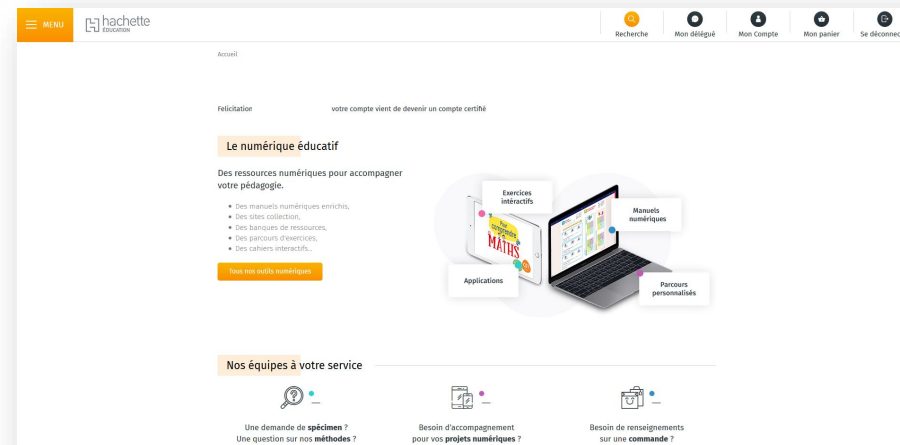 MENU
hachette
ÉDUCATION
Recherche
Mon délégué
Mon Compte
Mon panier
Se déconnec
Accueil
Felicitation votre compte vient de devenir un compte certifié
Le numérique éducatif
Des ressources numériques pour accompagner
votre pédagogie.
Des manuels numériques enrichis,
Des sites collection,
Des banques de ressources,
Des parcours d'exercices,
Des cahiers interactifs...
Tous nos outils numériques
Exercices
intéractifs
Manuels
numériques
Pour
comprendre
MATHS
Applications
Parcours
personnalisés
Nos équipes à votre service
Une demande de spécimen ?
Une question sur nos méthodes ?
Besoin d'accompagnement
pour vos projets numériques ?
Besoin de renseignements
sur une commande ?